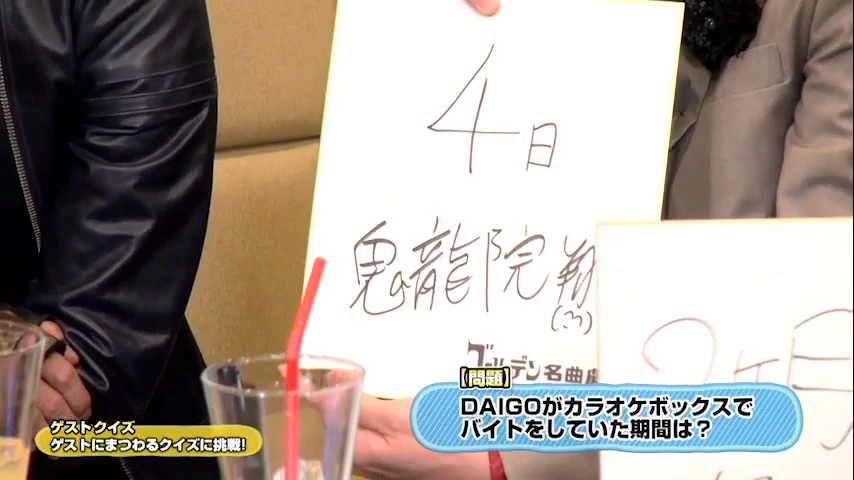 4日
鬼龍院翔
ゴールデン名曲
2ヶ月
【問題】
DAIGOがカラオケボックスで
バイトをしていた期間は?
ゲストクイズ
ゲストにまつわるクイズに挑戦!